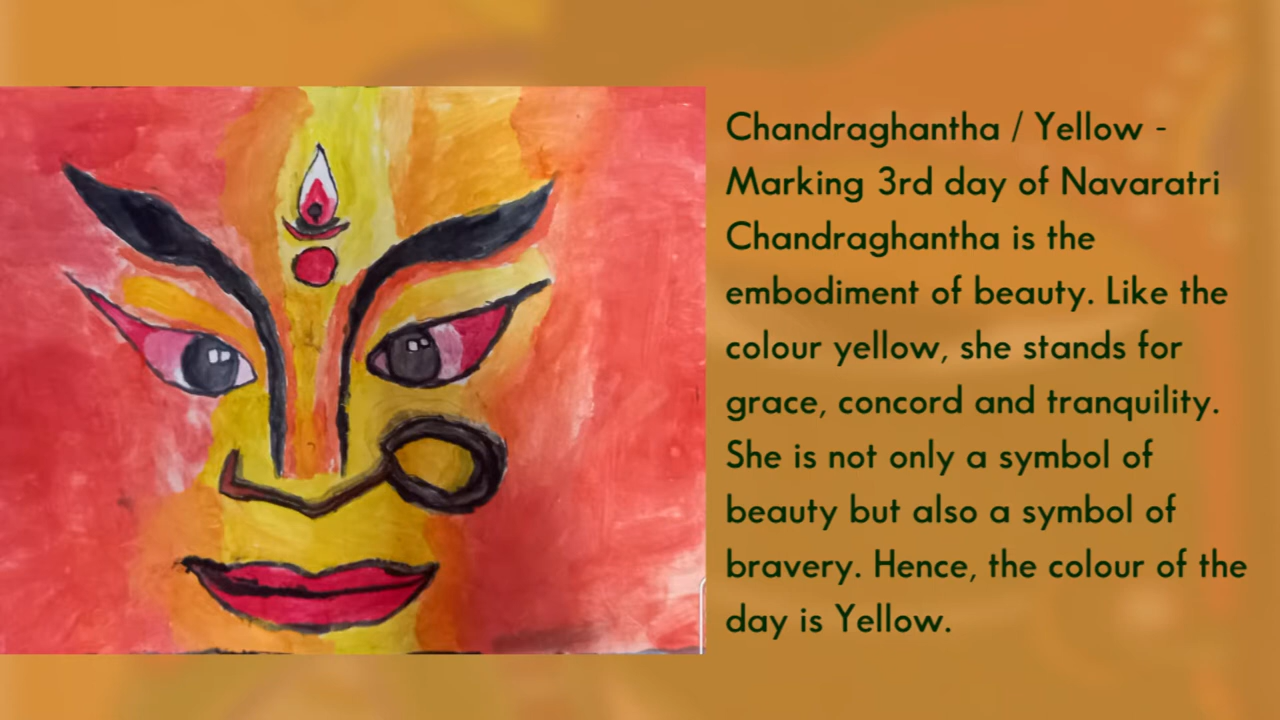 Chandraghantha / Yellow -
Marking 3rd day of Navaratri
Chandraghantha is the
embodiment of beauty. Like the
colour yellow, she stands for
grace, concord and tranquility.
She is not only a symbol of
beauty but also a symbol of
bravery. Hence, the colour of the
day is Yellow.